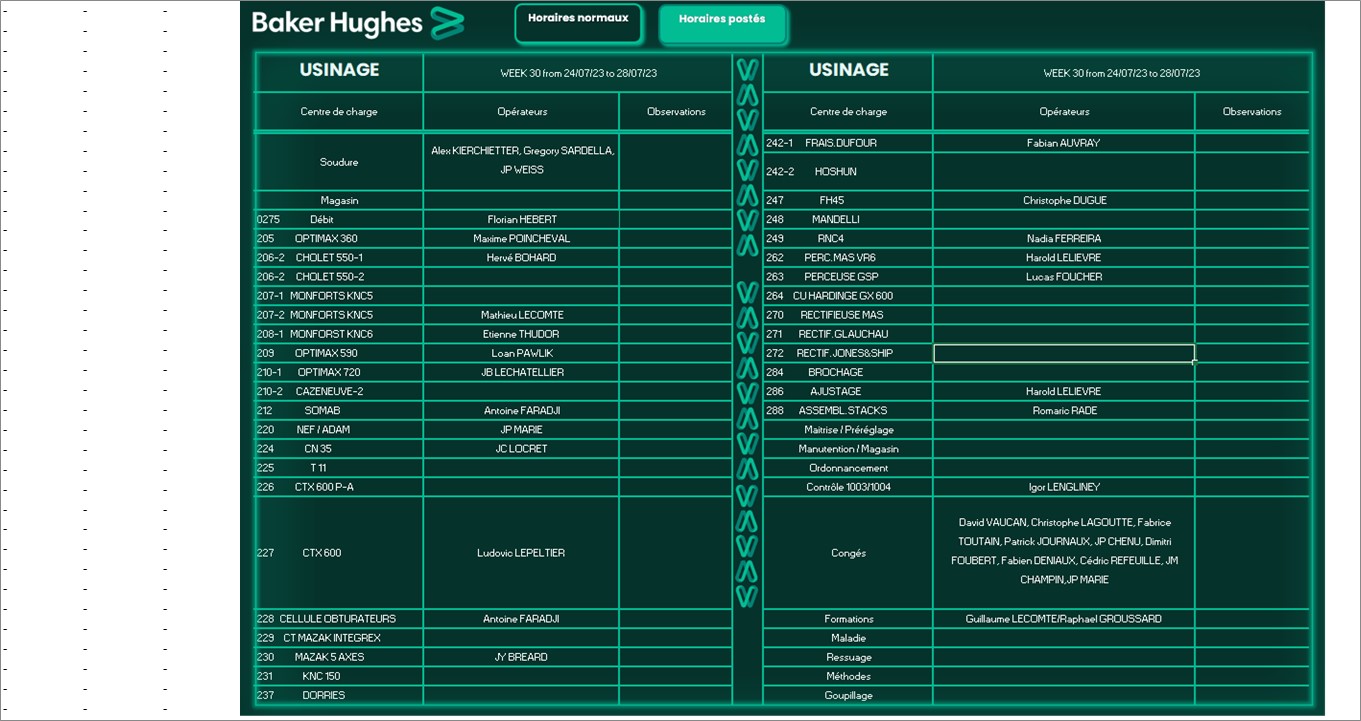 Baker Hughes
Horaires normaux
Horaires postés
USINAGE WEEK 30 from 24/07/23 to 28/07/23
Centre de charge Opérateurs Observations
Soudure Alex KIERCHIETTER, Gregory SARDELLA,
JP WEISS
Magasin
0275 Débit Florian HEBERT
205 OPTIMAX 360 Maxime POINCHEVAL
206-2 CHOLET 550-1 Hervé BOHARD
206-2 CHOLET 550-2
207-1 MONFORTS KNC5
207-2 MONFORTS KNC5 Mathieu LECOMTE
208-1 MONFORST KNC6 Etienne THUDOR
209 OPTIMAX 590 Loan PAWLIK
210-1 OPTIMAX 720 JB LECHATELLIER
210-2 CAZENEUVE-2
212 SOMAB Antoine FARADJI
220 NEF / ADAM JP MARIE
224 CN 35 JC LOCRET
225 T 11
226 CTX 600 P-A
227 CTX 600 Ludovic LEPELTIER
228 CELLULE OBTURATEURS Antoine FARADJI
229 CT MAZAK INTEGREX
230 MAZAK 5 AXES JY BREARD
231 KNC 150
237 DORRIES
USINAGE WEEK 30 from 24/07/23 to 28/07/23
Centre de charge Opérateurs Observations
242-1 FRAIS.DUFOUR Fabian AUVRAY
242-2 HOSHUN
247 FH45 Christophe DUGUE
248 MANDELLI
249 RNC4 Nadia FERREIRA
262 PERC.MAS VR6 Harold LELIEVRE
263 PERCEUSE GSP Lucas FOUCHER
264 CU HARDINGE GX 600
270 RECTIFIEUSE MAS
271 RECTIF.GLAUCHAU
272 RECTIF.JONES&SHIP
284 BROCHAGE
286 AJUSTAGE Harold LELIEVRE
288 ASSEMBL.STACKS Romaric RADE
Maitrise / Préréglage
Manutention / Magasin
Ordonnancement
Contrôle 1003/1004 Igor LENGLINEY
Congés David VAUCAN, Christophe LAGOUTTE, Fabrice
TOUTAIN, Patrick JOURNAUX, JP CHENU, Dimitri
FOUBERT, Fabien DENIAUX, Cédric REFEUILLE, JM
CHAMPIN,JP MARIE
Formations Guillaume LECOMTE/Raphael GROUSSARD
Maladie
Ressuage
Méthodes
Goupillage